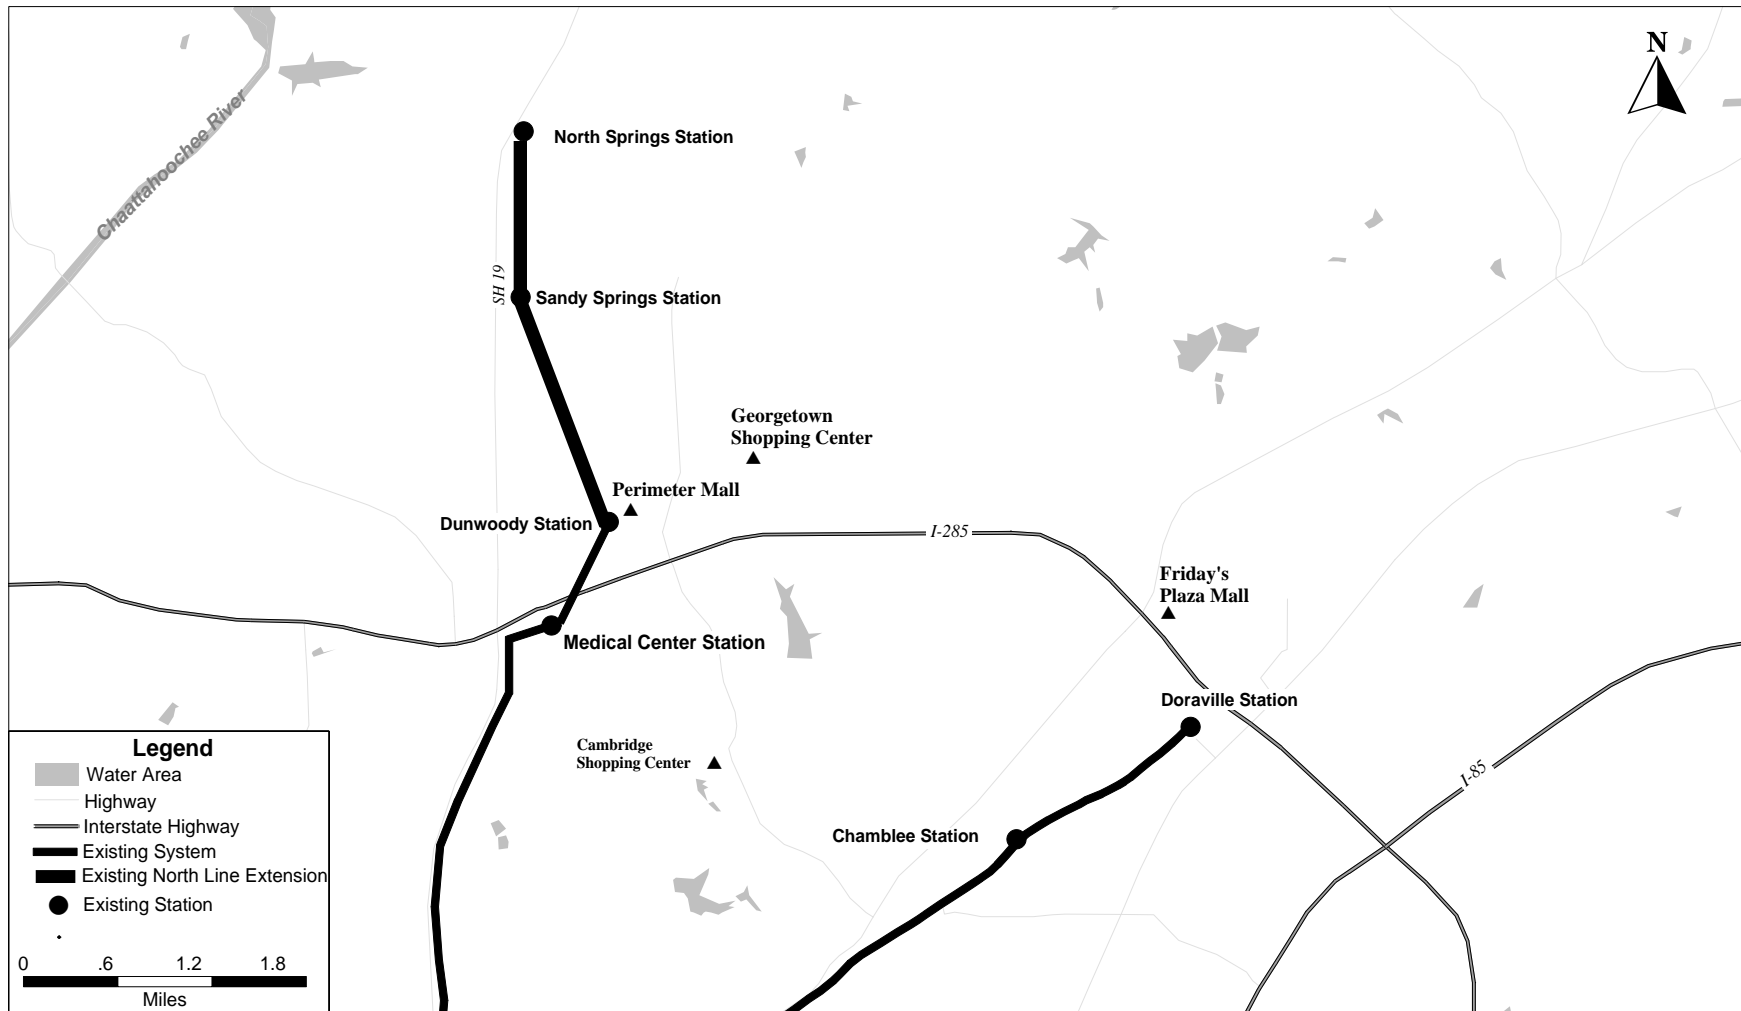 N
Chaattahoochee River
North Springs Station
SH 19
Sandy Springs Station
Georgetown
Shopping Center
Perimeter Mall
Dunwoody Station
I-285
Friday's
Plaza Mall
Medical Center Station
Doraville Station
Cambridge
Shopping Center
I-85
Chamblee Station
Legend
Water Area
Highway
Interstate Highway
Existing System
Existing North Line Extension
Existing Station
0 .6 1.2 1.8
Miles